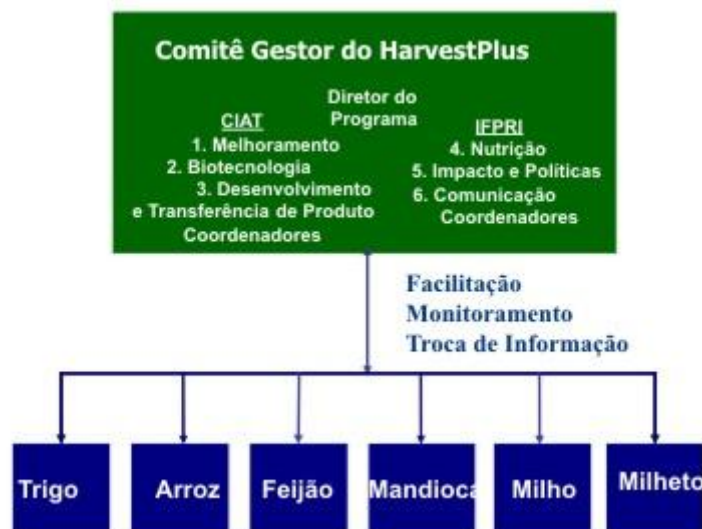 Comitê Gestor do HarvestPlus
Diretor do
Programa
CIAT
1. Melhoramento
2. Biotecnologia
3. Desenvolvimento
e Transferência de Produto
Coordenadores
IFPRI
4. Nutrição
5. Impacto e Políticas
6. Comunicação
Coordenadores
Facilitação
Monitoramento
Troca de Informação
Trigo
Arroz
Feijão
Mandioca
Milho
Milheto